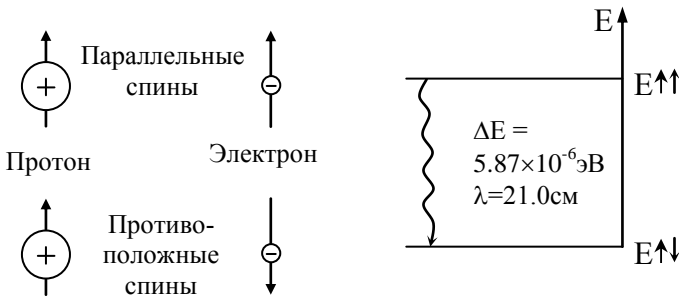 Параллельные
спины
Протон
Электрон
Противо-
положные
спины
+
−
+
−
E
E↑↑
ΔE =
5.87×10⁻⁶эВ
λ=21.0см
E↑↓